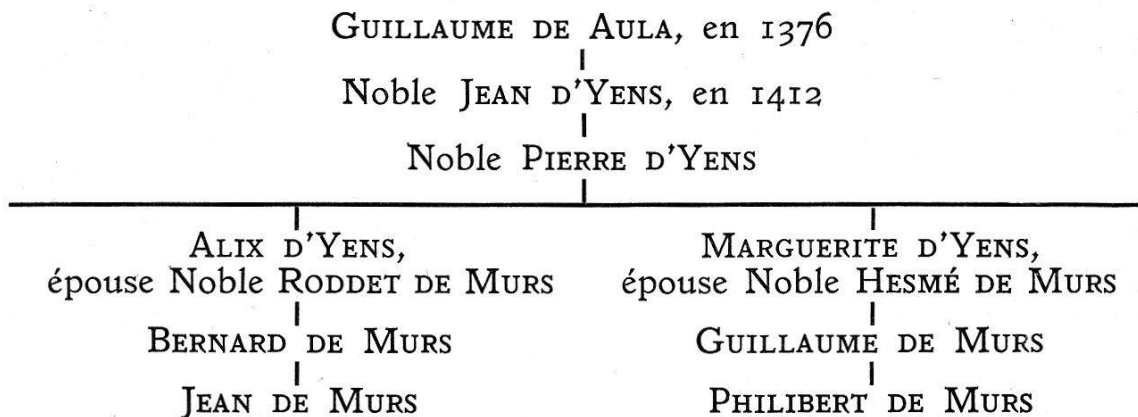 Guillaume de Aula, en 1376
Noble Jean d'Yens, en 1412
Noble Pierre d'Yens
Alix d'Yens,
épouse Noble Roddet de Murs
Bernard de Murs
Jean de Murs
Marguerite d'Yens,
épouse Noble Hesmé de Murs
Guillaume de Murs
Philibert de Murs